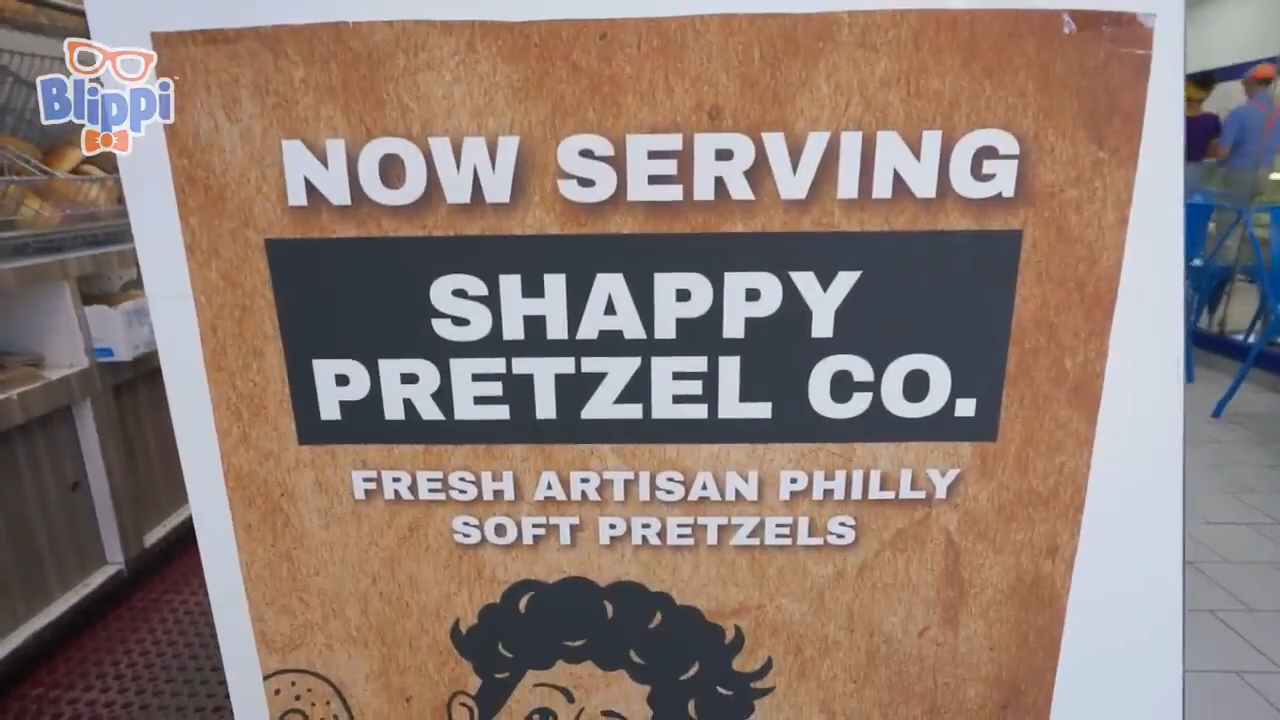 Blippi
NOW SERVING
SHAPPY
PRETZEL CO.
FRESH ARTISAN PHILLY
SOFT PRETZELS